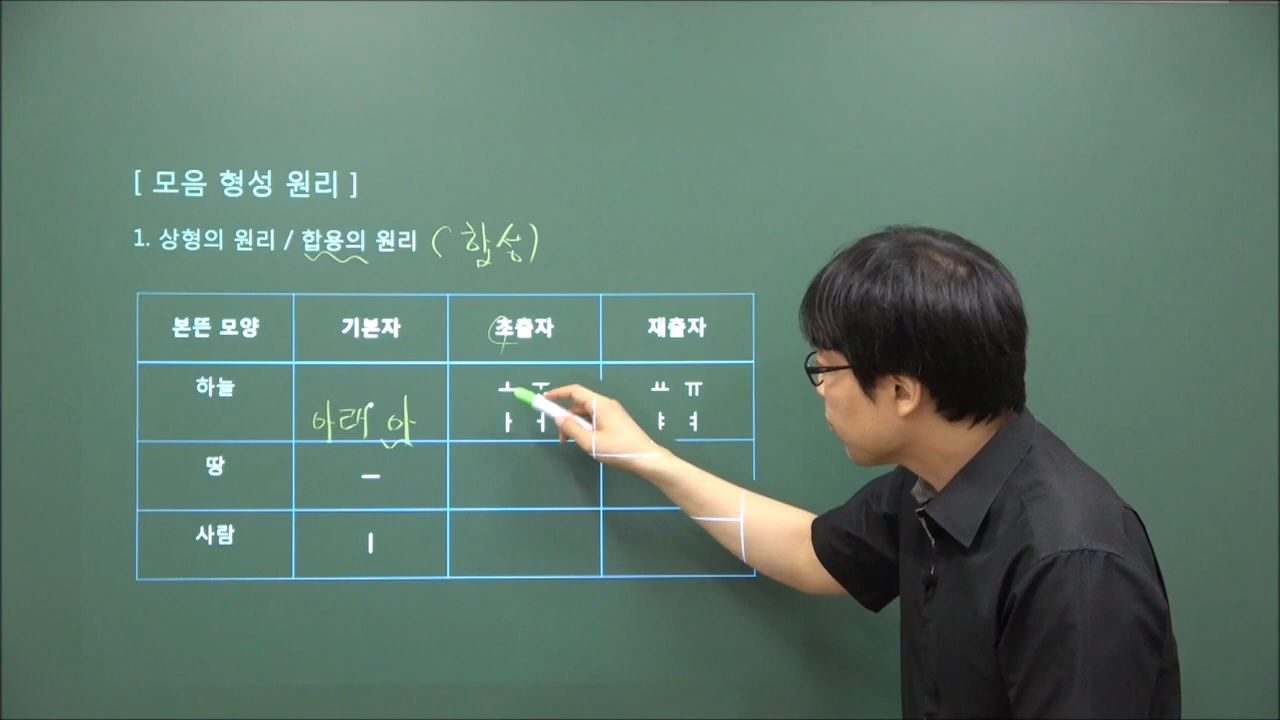 [ 모음 형성 원리 ]
1. 상형의 원리 / 합용의 원리 (합성)
본뜬 모양 기본자 초출자 재출자
하늘 ㆍ ㅗ ㅜ ㅛ ㅠ
아래 아 ㅏ ㅓ ㅑ ㅕ
땅 ㅡ
사람 ㅣ